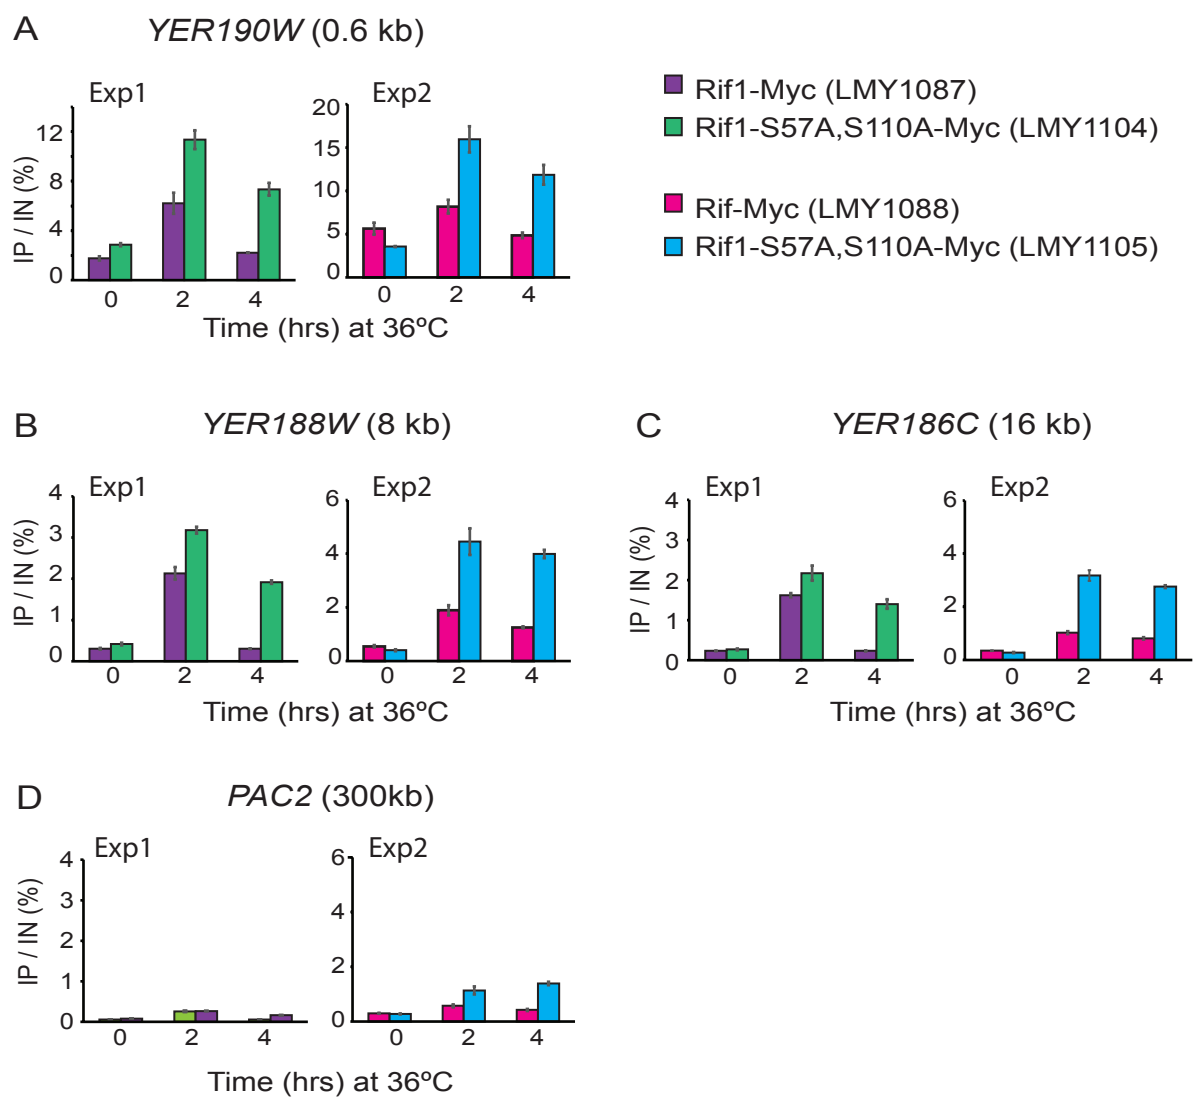 A
YER190W (0.6 kb)
Exp1
Exp2
IP / IN (%)
12
8
4
0
20
15
10
5
0
0 2 4
0 2 4
Time (hrs) at 36ºC
Rif1-Myc (LMY1087)
Rif1-S57A,S110A-Myc (LMY1104)
Rif-Myc (LMY1088)
Rif1-S57A,S110A-Myc (LMY1105)
B
YER188W (8 kb)
Exp1
Exp2
IP / IN (%)
4
3
2
1
0
6
4
2
0
0 2 4
0 2 4
Time (hrs) at 36ºC
C
YER186C (16 kb)
Exp1
Exp2
IP / IN (%)
4
3
2
1
0
6
4
2
0
0 2 4
0 2 4
Time (hrs) at 36ºC
D
PAC2 (300kb)
Exp1
Exp2
IP / IN (%)
4
3
2
1
0
6
4
2
0
0 2 4
0 2 4
Time (hrs) at 36ºC